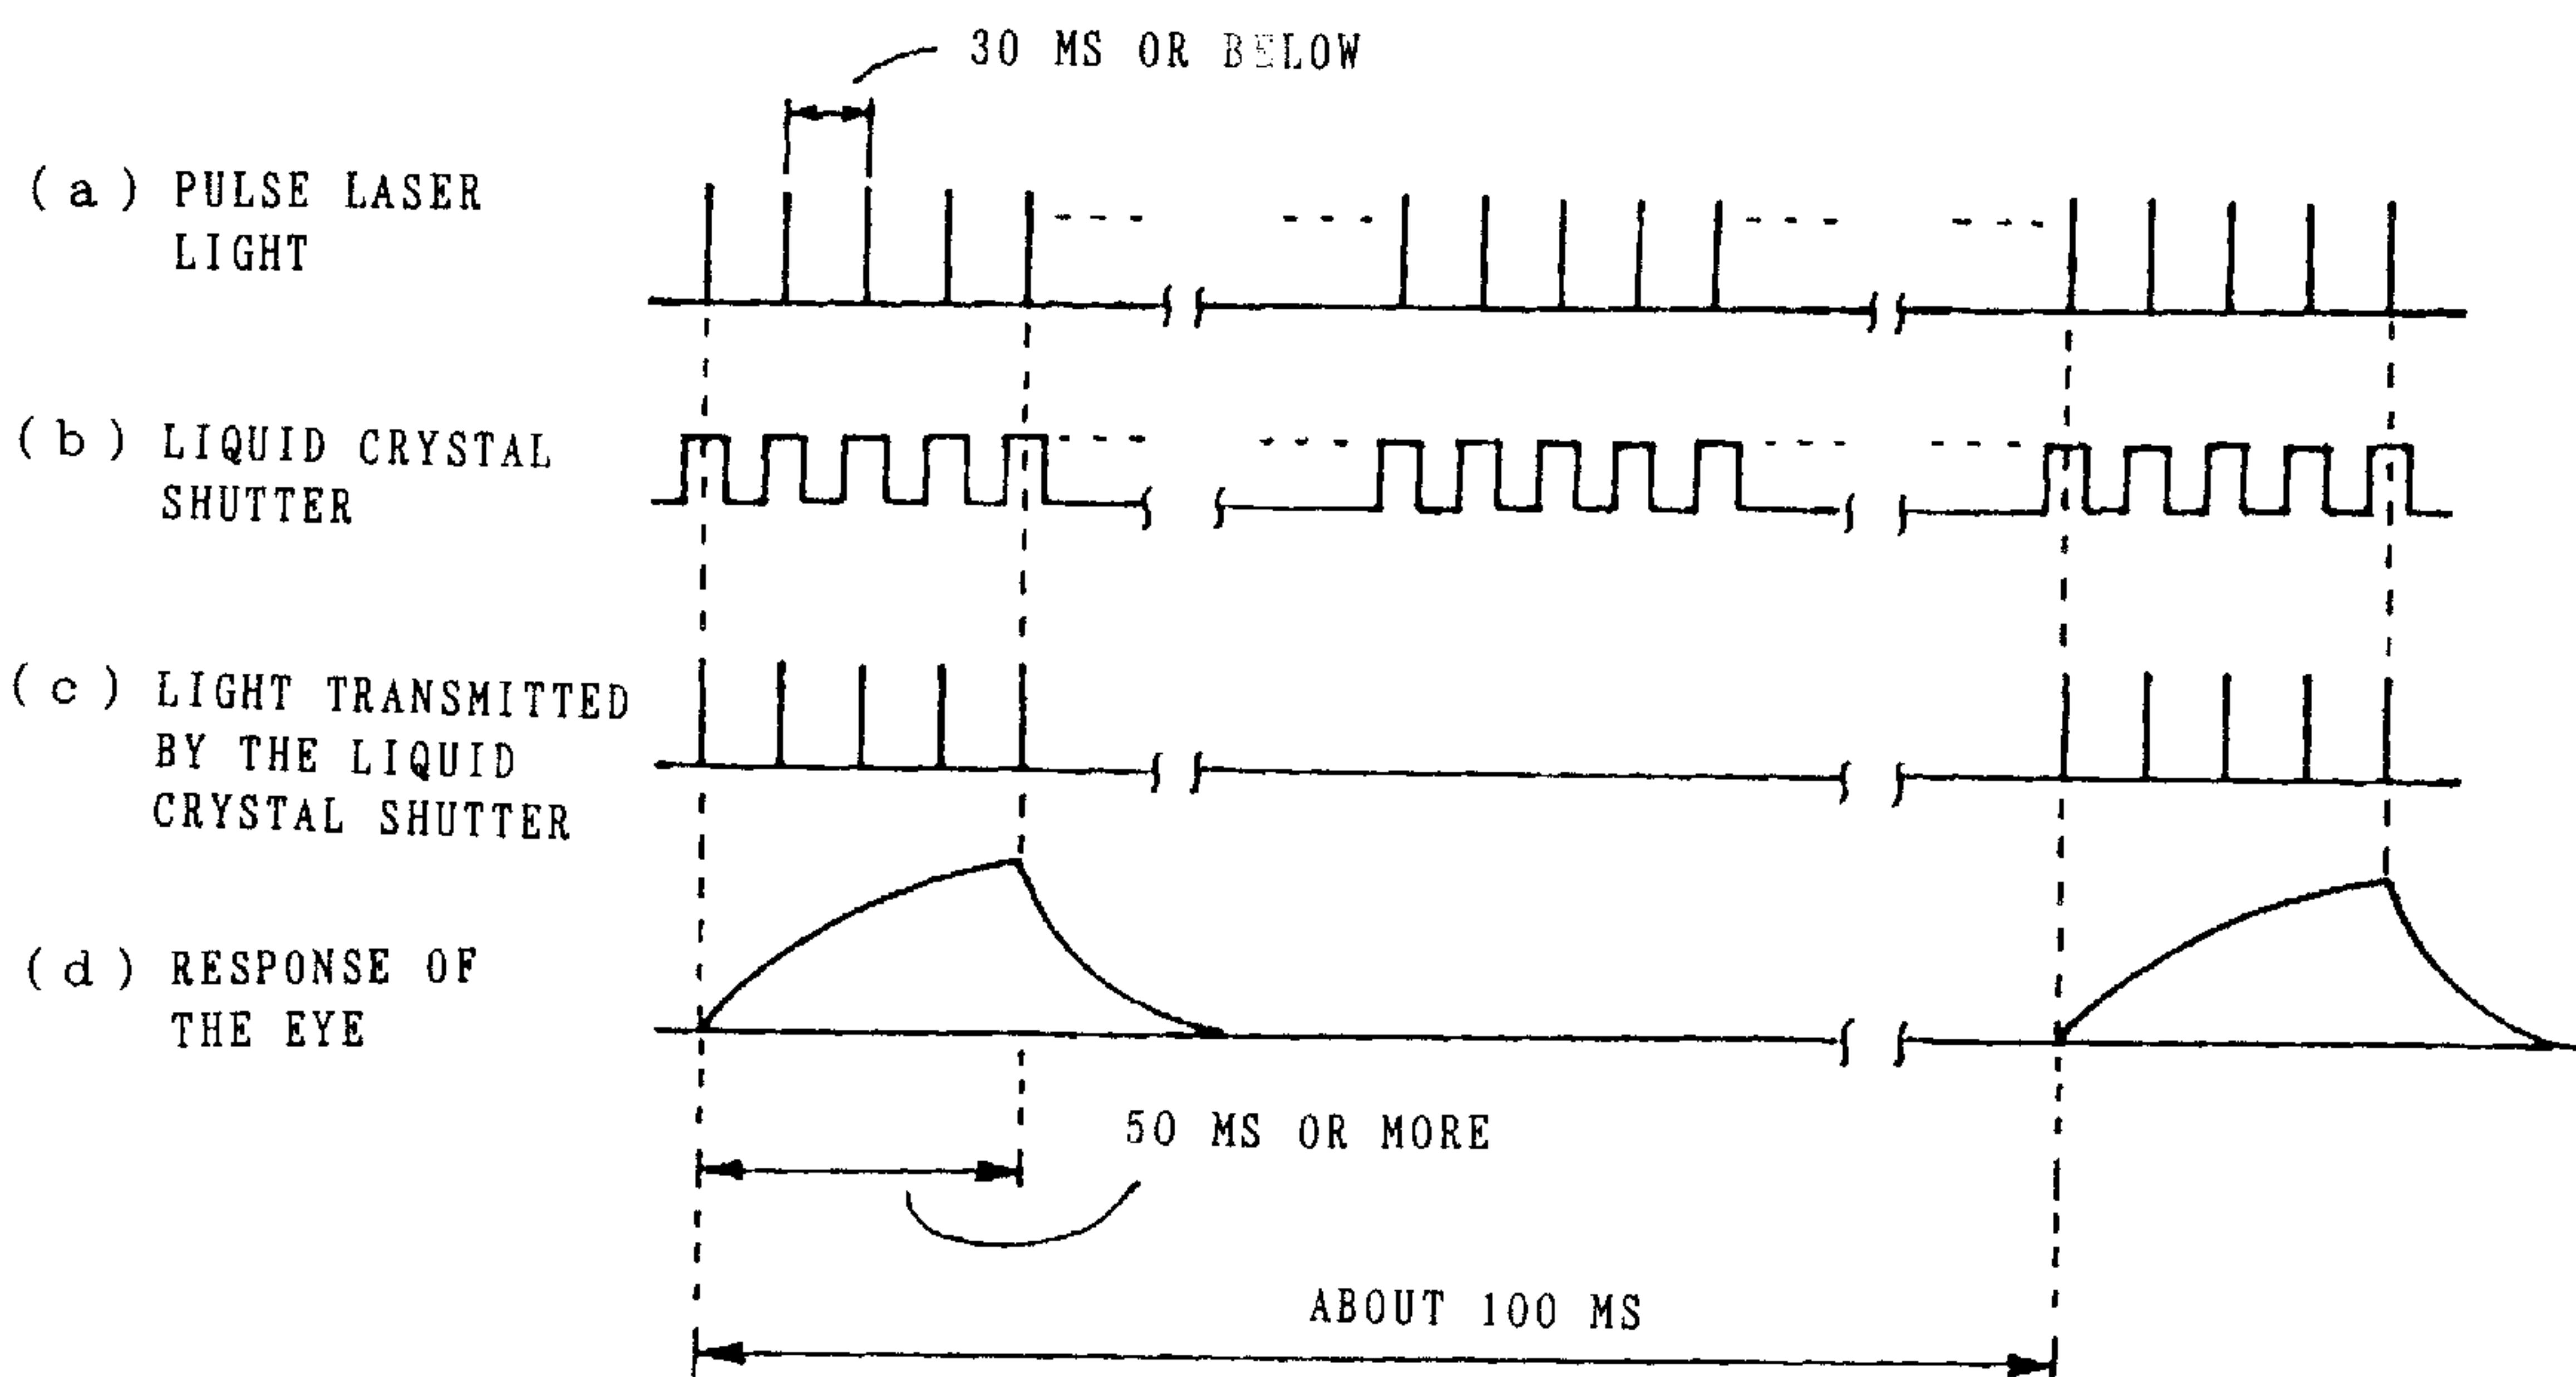 30 MS OR BELOW
(a) PULSE LASER
LIGHT
(b) LIQUID CRYSTAL
SHUTTER
(c) LIGHT TRANSMITTED
BY THE LIQUID
CRYSTAL SHUTTER
(d) RESPONSE OF
THE EYE
50 MS OR MORE
ABOUT 100 MS